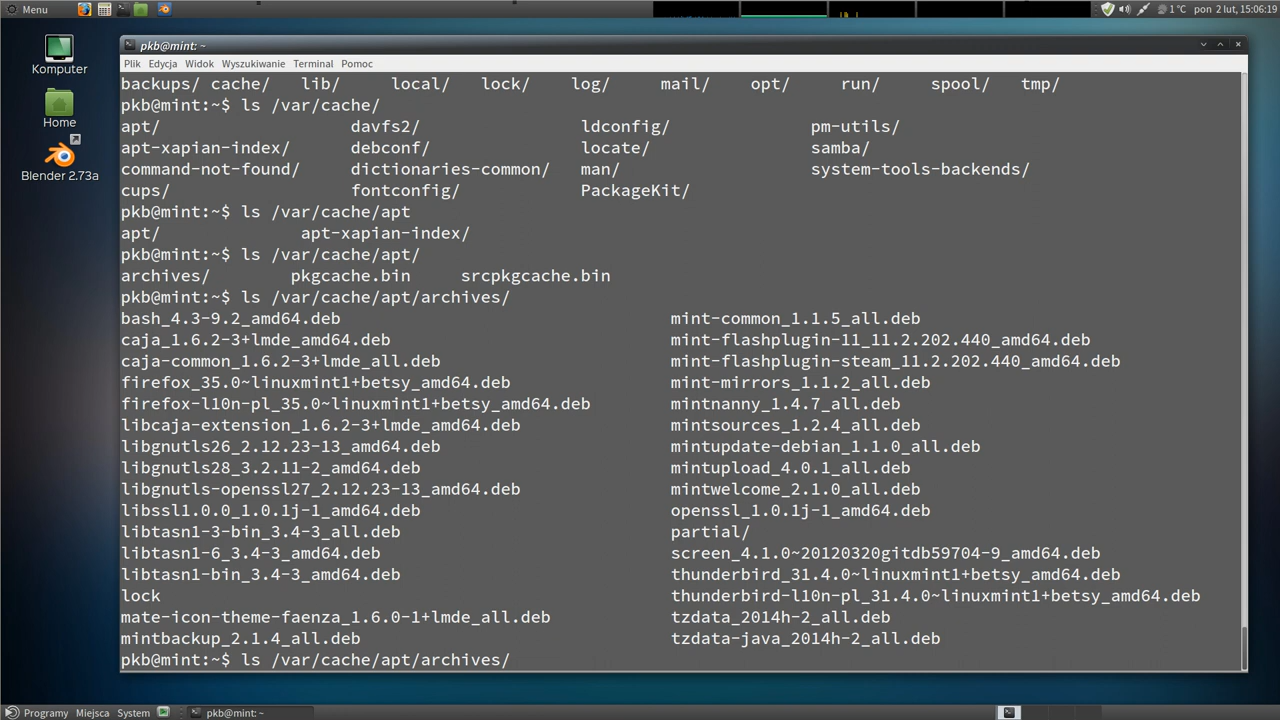 Menu
1 °C pon 2 lut, 15:06:19
Komputer
Home
Blender 2.73a
pkb@mint: ~
Plik Edycja Widok Wyszukiwanie Terminal Pomoc
backups/ cache/ lib/ local/ lock/ log/ mail/ opt/ run/ spool/ tmp/
pkb@mint:~$ ls /var/cache/
apt/ davfs2/ ldconfig/ pm-utils/
apt-xapian-index/ debconf/ locate/ samba/
command-not-found/ dictionaries-common/ man/ system-tools-backends/
cups/ fontconfig/ PackageKit/
pkb@mint:~$ ls /var/cache/apt
apt/ apt-xapian-index/
pkb@mint:~$ ls /var/cache/apt/
archives/ pkgcache.bin srcpkgcache.bin
pkb@mint:~$ ls /var/cache/apt/archives/
bash_4.3-9.2_amd64.deb mint-common_1.1.5_all.deb
caja_1.6.2-3+lmde_amd64.deb mint-flashplugin-11_11.2.202.440_amd64.deb
caja-common_1.6.2-3+lmde_all.deb mint-flashplugin-steam_11.2.202.440_amd64.deb
firefox_35.0~linuxmint1+betsy_amd64.deb mint-mirrors_1.1.2_all.deb
firefox-l10n-pl_35.0~linuxmint1+betsy_amd64.deb mintnanny_1.4.7_all.deb
libcaja-extension_1.6.2-3+lmde_amd64.deb mintsources_1.2.4_all.deb
libgnutls26_2.12.23-13_amd64.deb mintupdate-debian_1.1.0_all.deb
libgnutls28_3.2.11-2_amd64.deb mintupload_4.0.1_all.deb
libgnutls-openssl27_2.12.23-13_amd64.deb mintwelcome_2.1.0_all.deb
libssl1.0.0_1.0.1j-1_amd64.deb openssl_1.0.1j-1_amd64.deb
libtasn1-3-bin_3.4-3_all.deb partial/
libtasn1-6_3.4-3_amd64.deb screen_4.1.0~20120320gitdb59704-9_amd64.deb
libtasn1-bin_3.4-3_amd64.deb thunderbird_31.4.0~linuxmint1+betsy_amd64.deb
lock thunderbird-l10n-pl_31.4.0~linuxmint1+betsy_amd64.deb
mate-icon-theme-faenza_1.6.0-1+lmde_all.deb tzdata_2014h-2_all.deb
mintbackup_2.1.4_all.deb tzdata-java_2014h-2_all.deb
pkb@mint:~$ ls /var/cache/apt/archives/
Programy Miejsca System pkb@mint: ~